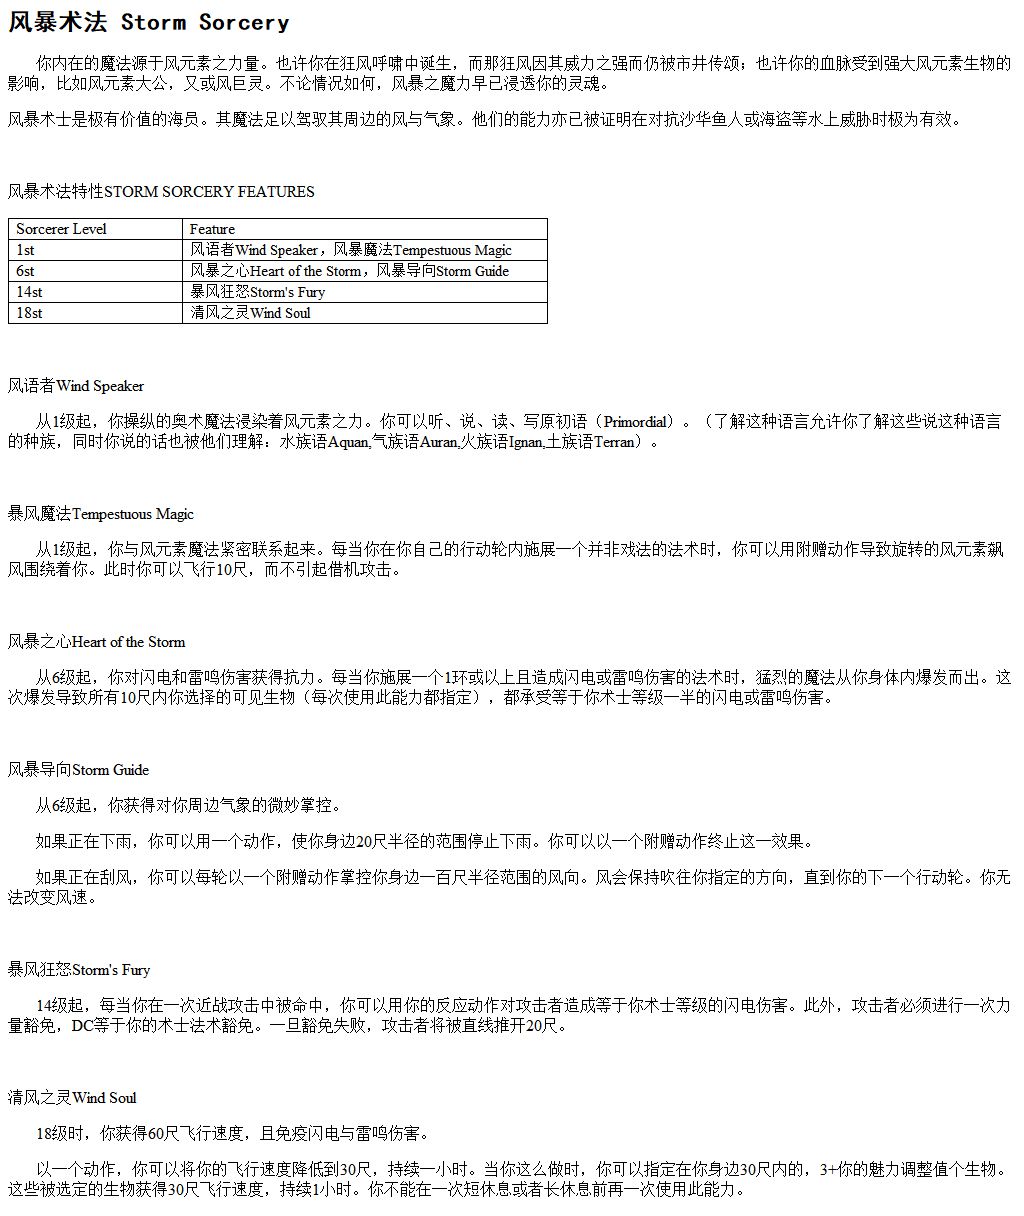 风暴术法 Storm Sorcery
你内在的魔法源于风元素之力量。也许你在狂风呼啸中诞生，而那狂风因其威力之强而仍被市井传颂；也许你的血脉受到强大风元素生物的
影响，比如风元素大公，又或风巨灵。不论情况如何，风暴之魔力早已浸透你的灵魂。
风暴术士是极有价值的海员。其魔法足以驾驭其周边的风与气象。他们的能力亦已被证明在对抗沙华鱼人或海盗等水上威胁时极为有效。
风暴术法特性STORM SORCERY FEATURES
Sorcerer Level Feature
1st 风语者Wind Speaker，风暴魔法Tempestuous Magic
6st 风暴之心Heart of the Storm，风暴导向Storm Guide
14st 暴风狂怒Storm's Fury
18st 清风之灵Wind Soul
风语者Wind Speaker
从1级起，你操纵的奥术魔法浸染着风元素之力。你可以听、说、读、写原初语（Primordial）。（了解这种语言允许你了解这些说这种语言
的种族，同时你说的话也被他们理解：水族语Aquan,气族语Auran,火族语Ignan,土族语Terran）。
暴风魔法Tempestuous Magic
从1级起，你与风元素魔法紧密联系起来。每当你在你自己的行动轮内施展一个并非戏法的法术时，你可以用附赠动作导致旋转的风元素飙
风围绕着你。此时你可以飞行10尺，而不引起借机攻击。
风暴之心Heart of the Storm
从6级起，你对闪电和雷鸣伤害获得抗力。每当你施展一个1环或以上且造成闪电或雷鸣伤害的法术时，猛烈的魔法从你身体内爆发而出。这
次爆发导致所有10尺内你选择的可见生物（每次使用此能力都指定），都承受等于你术士等级一半的闪电或雷鸣伤害。
风暴导向Storm Guide
从6级起，你获得对你周边气象的微妙掌控。
如果正在下雨，你可以用一个动作，使你身边20尺半径的范围停止下雨。你可以以一个附赠动作终止这一效果。
如果正在刮风，你可以每轮以一个附赠动作掌控你身边一百尺半径范围的风向。风会保持吹往你指定的方向，直到你的下一个行动轮。你无
法改变风速。
暴风狂怒Storm's Fury
14级起，每当你在一次近战攻击中被命中，你可以用你的反应动作对攻击者造成等于你术士等级的闪电伤害。此外，攻击者必须进行一次力
量豁免，DC等于你的术士法术豁免。一旦豁免失败，攻击者将被直线推开20尺。
清风之灵Wind Soul
18级时，你获得60尺飞行速度，且免疫闪电与雷鸣伤害。
以一个动作，你可以将你的飞行速度降低到30尺，持续一小时。当你这么做时，你可以指定在你身边30尺内的，3+你的魅力调整值个生物。
这些被选定的生物获得30尺飞行速度，持续1小时。你不能在一次短休息或者长休息前再一次使用此能力。